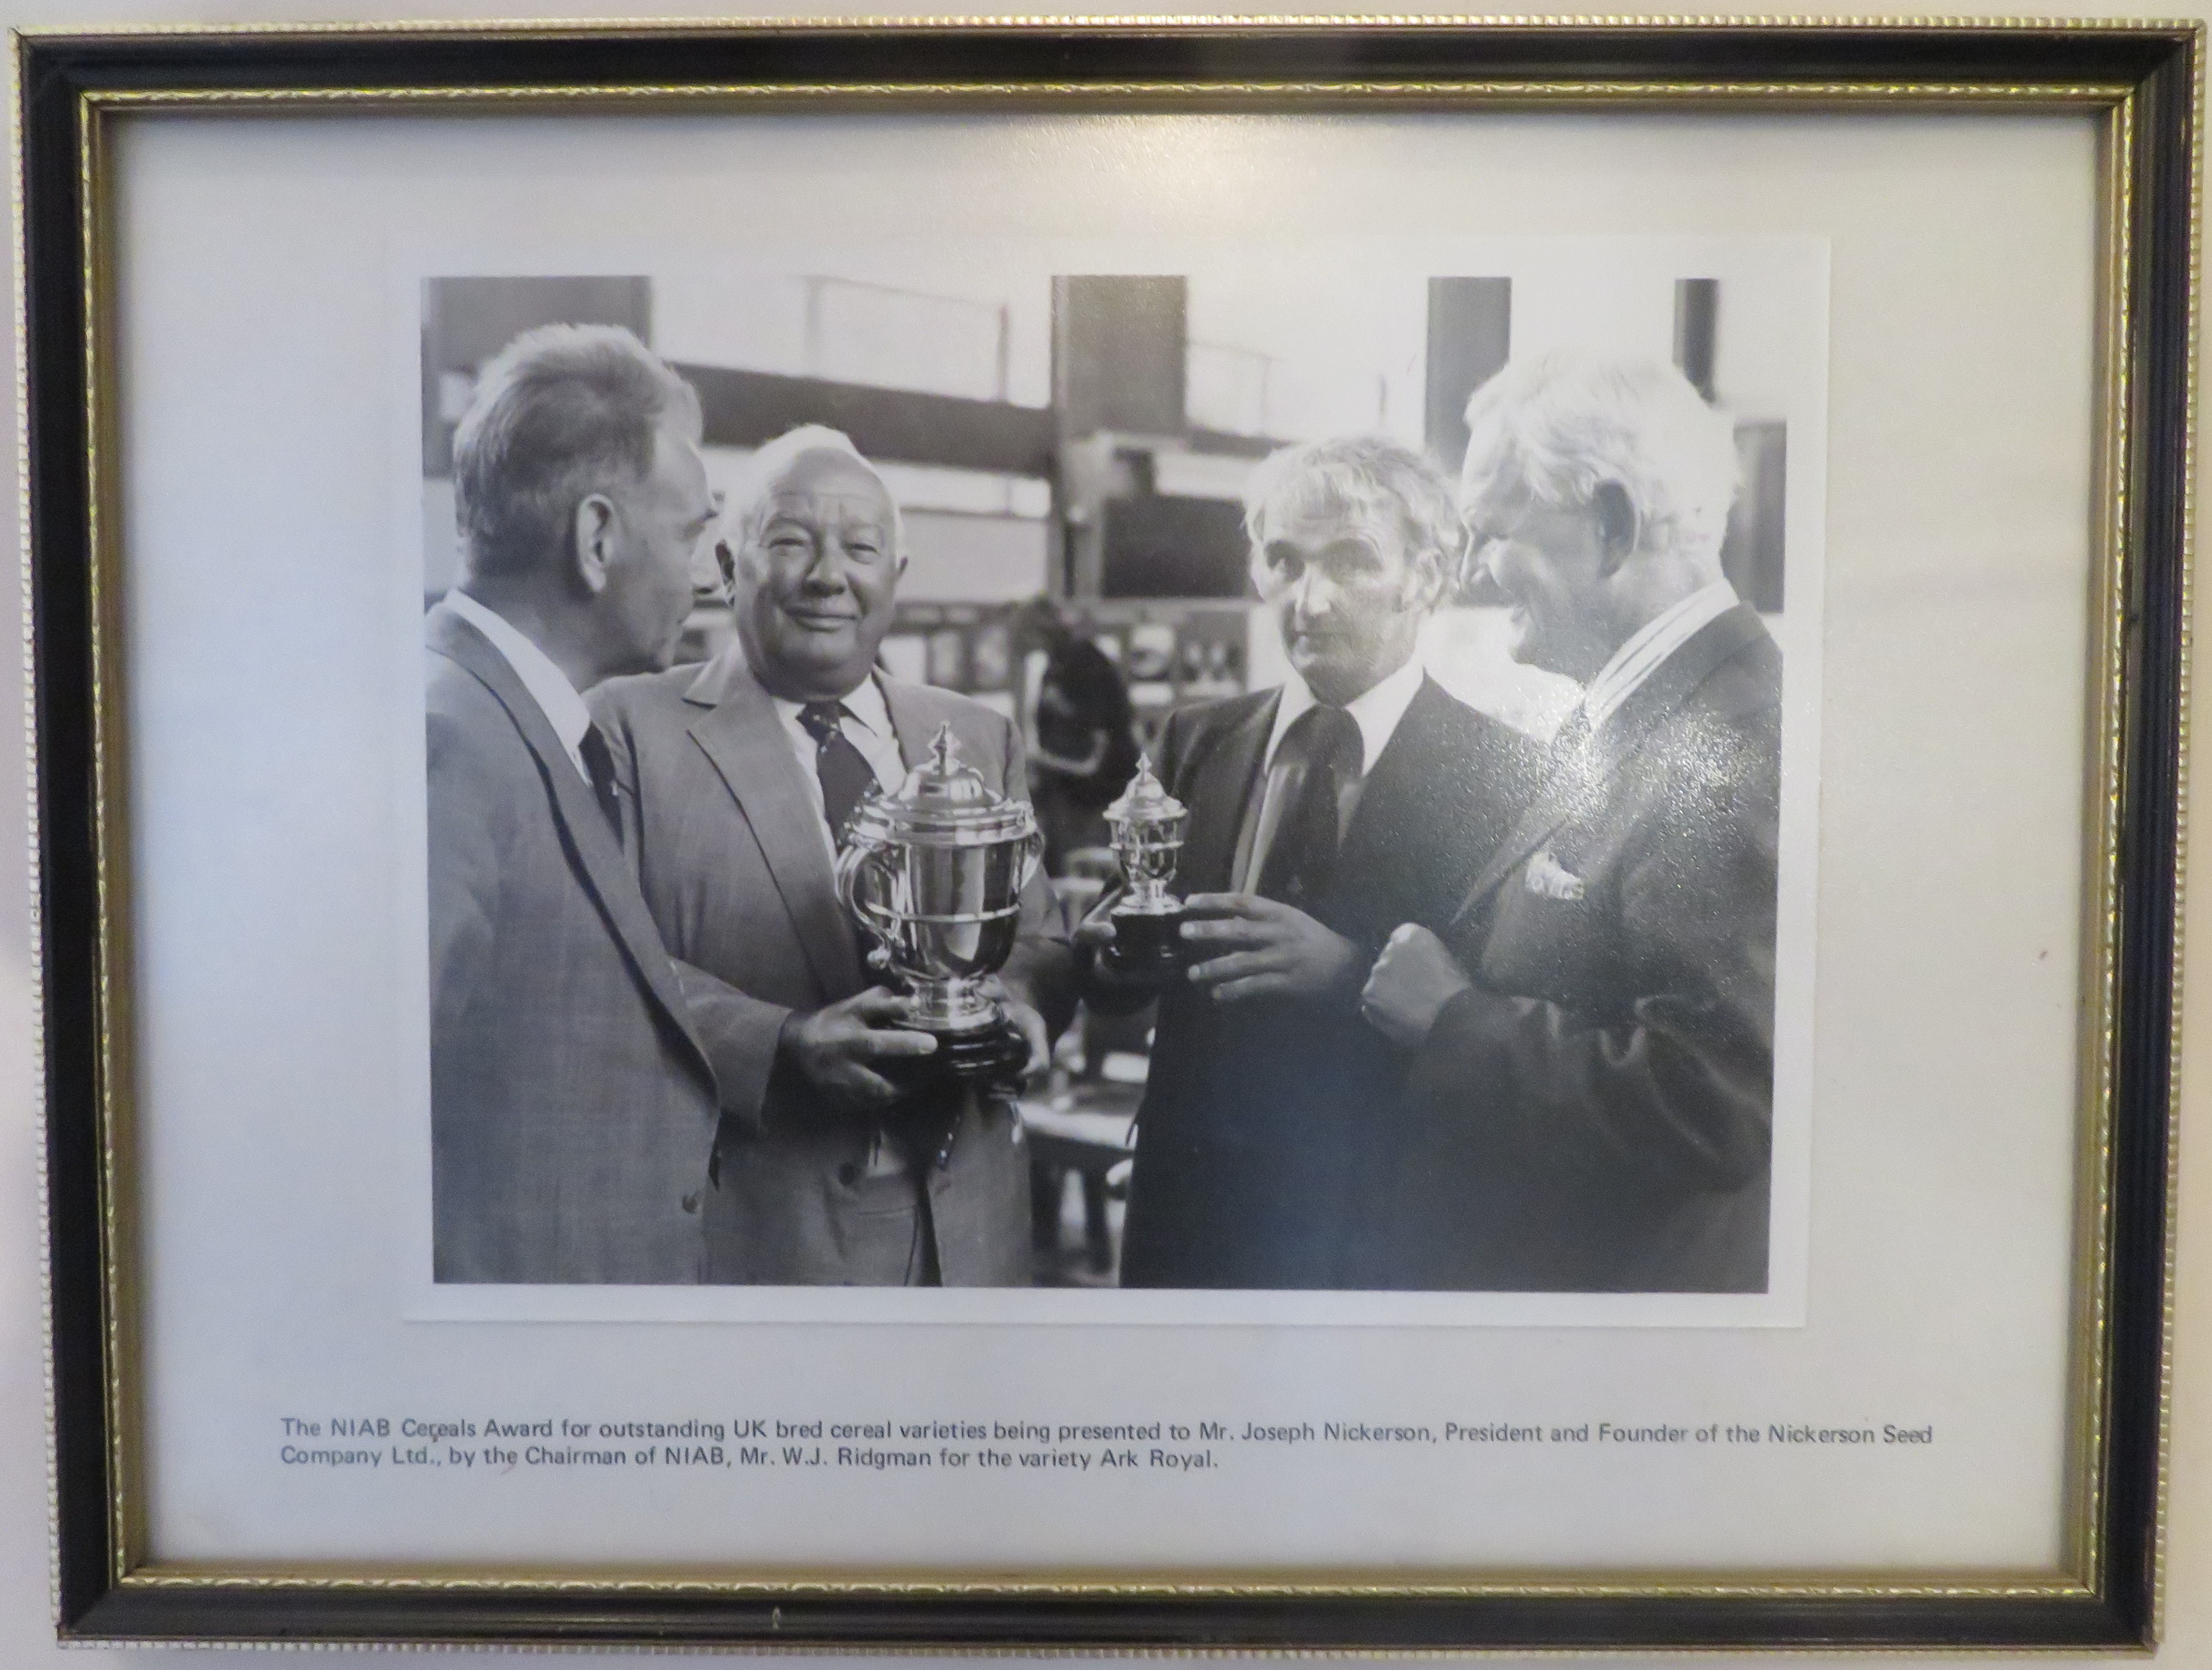 The NIAB Cereals Award for outstanding UK bred cereal varieties being presented to Mr. Joseph Nickerson, President and Founder of the Nickerson Seed
Company Ltd., by the Chairman of NIAB, Mr. W.J. Ridgman for the variety Ark Royal.